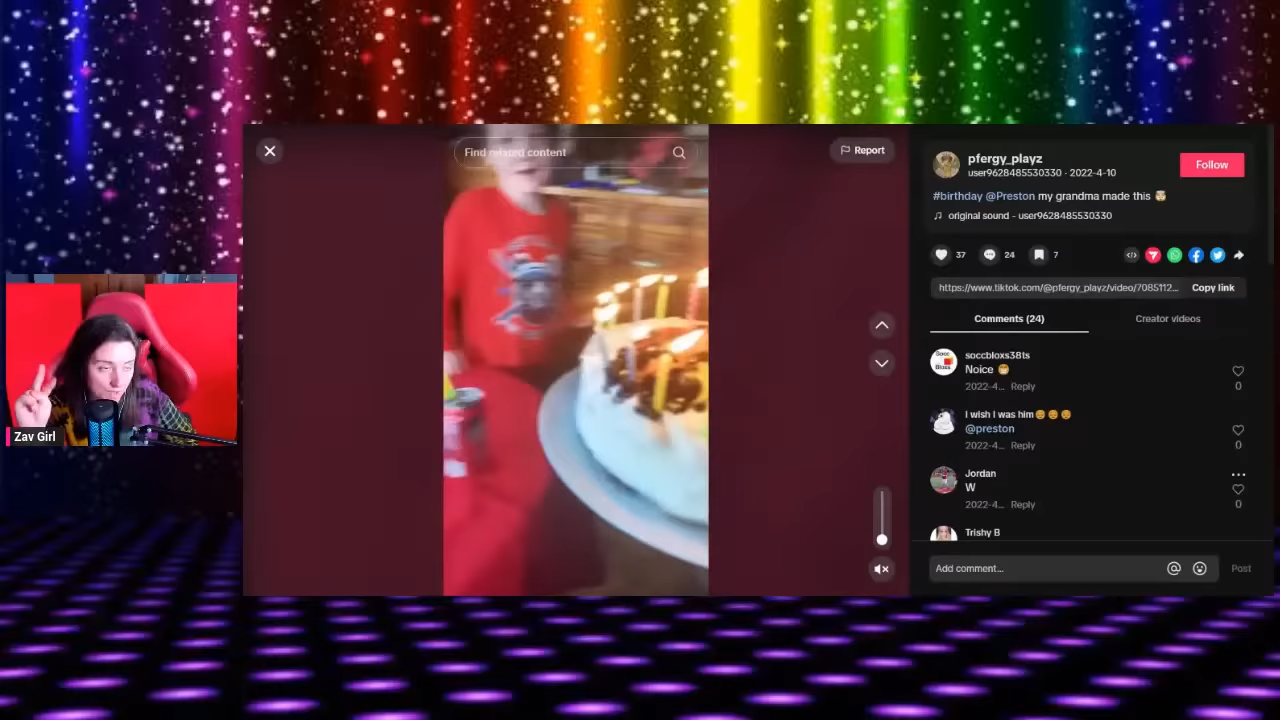 Find related content
Report
pfergy_playz
user9628485530330 · 2022-4-10
Follow
#birthday @Preston my grandma made this
original sound - user9628485530330
37
24
7
https://www.tiktok.com/@pfergy_playz/video/7085112...
Copy link
Comments (24)
Creator videos
soccbloxs38ts
Noice
2022-4... Reply
0
I wish I was him
@preston
2022-4... Reply
0
Jordan
W
2022-4... Reply
0
Trishy B
Add comment...
Post
Zav Girl